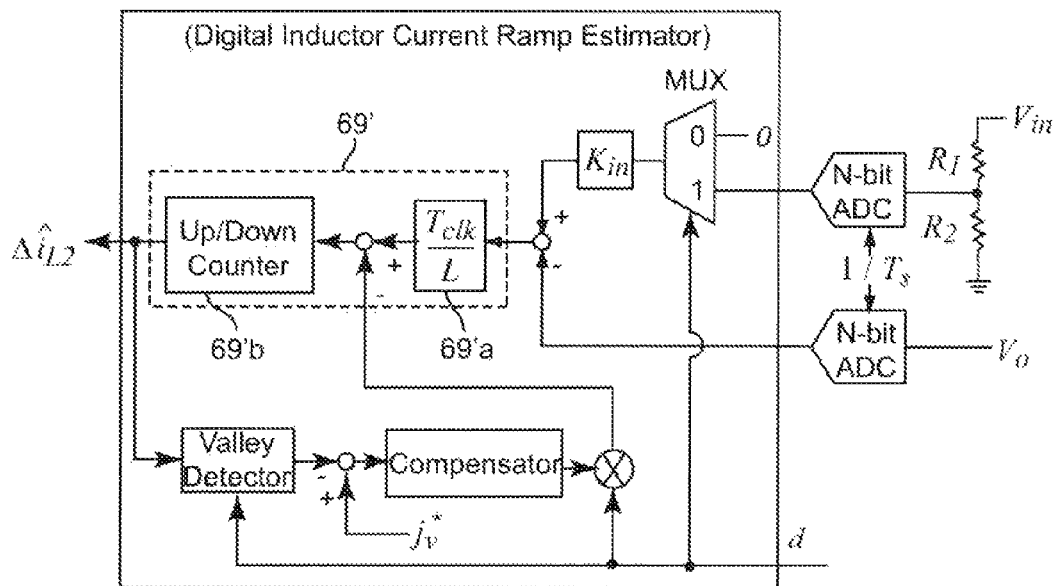 (Digital Inductor Current Ramp Estimator)
MUX
69'
0
0
1
K_in
V_in
R_1
N-bit
ADC
R_2
Up/Down
Counter
T_clk
L
+
-
+
-
Δî_L2
1 / T_s
69'b
69'a
N-bit
ADC
V_o
Valley
Detector
-
+
Compensator
j_v*
d